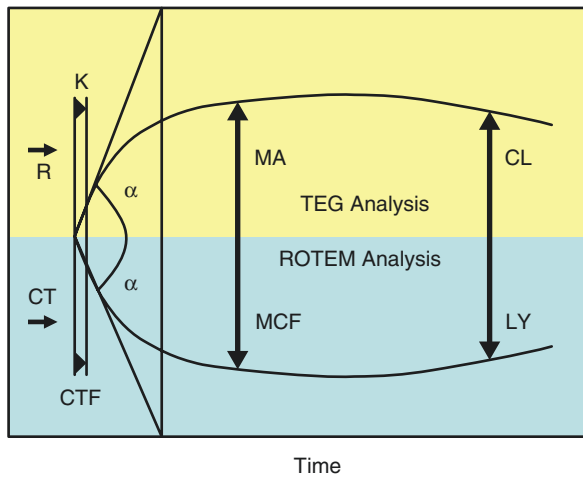 K
R
α
MA
CL
TEG Analysis
ROTEM Analysis
α
CT
MCF
LY
CTF
Time